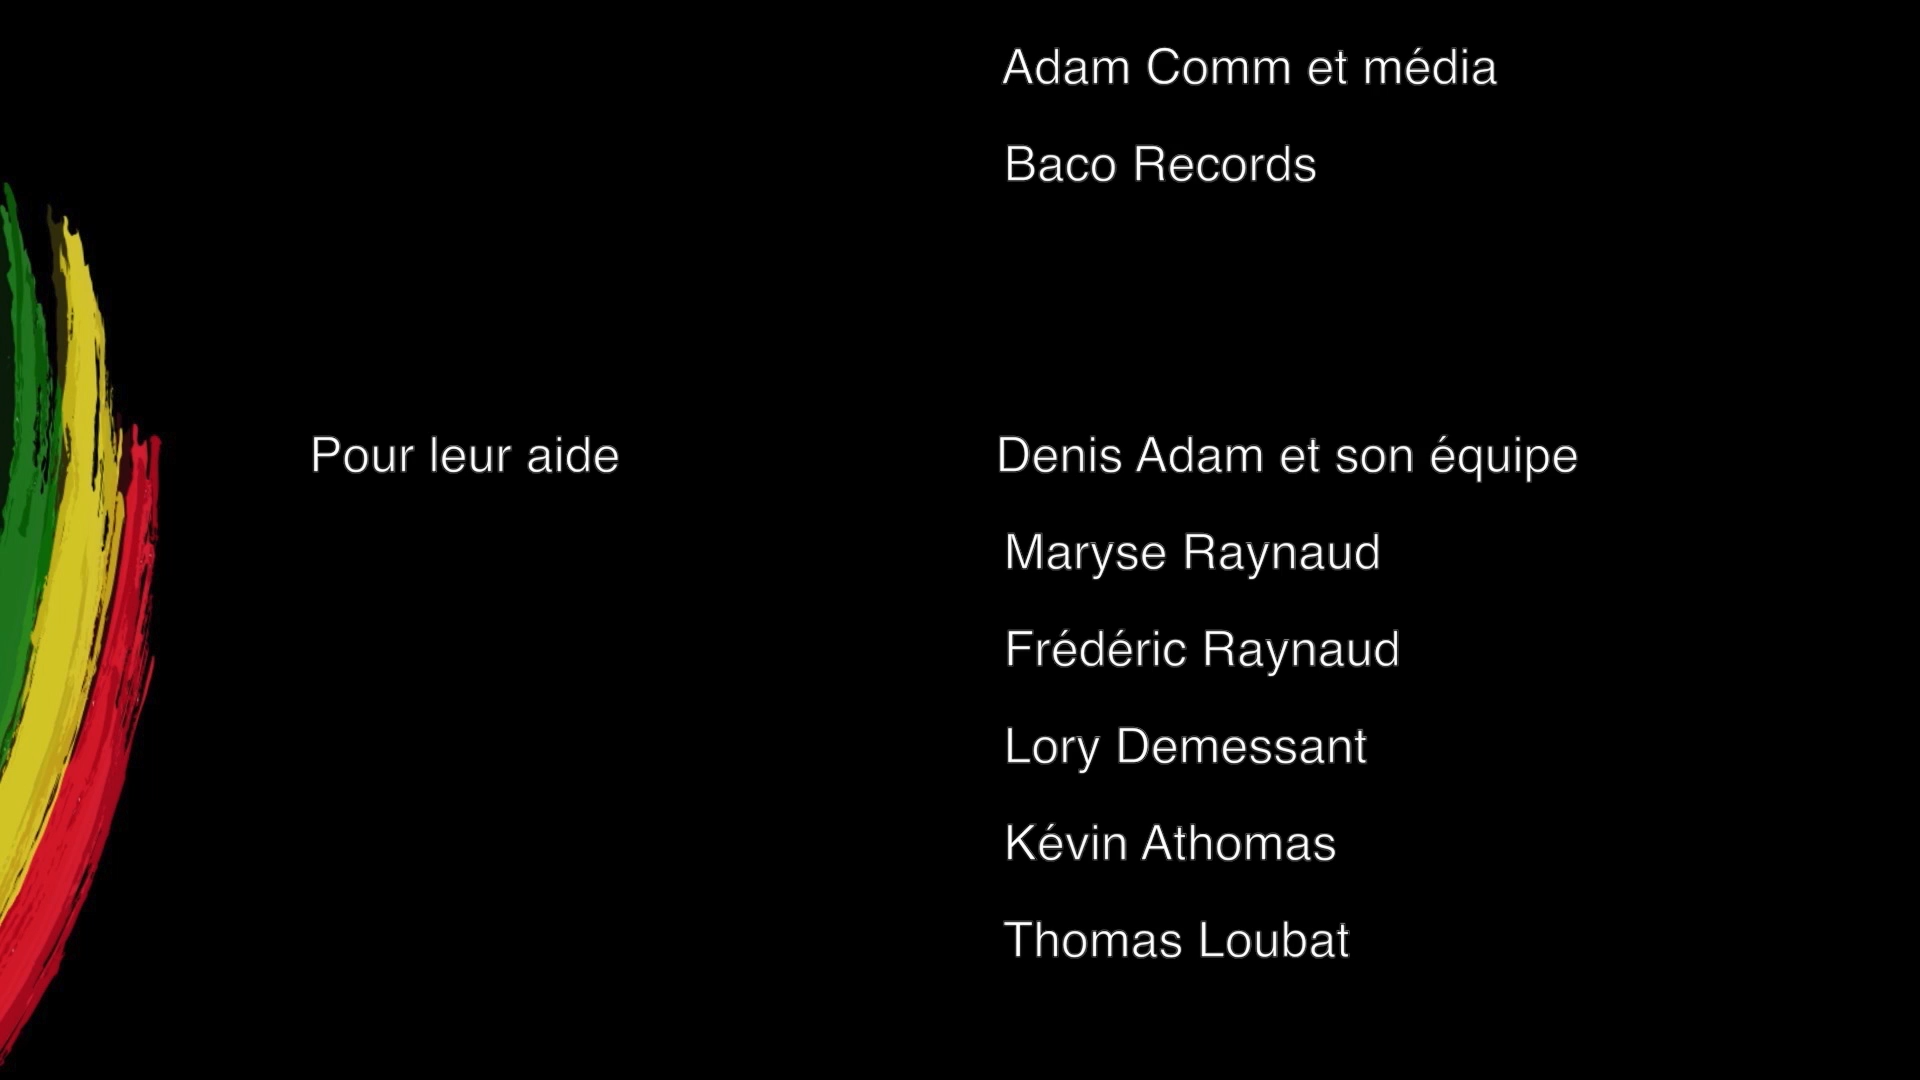 Adam Comm et média
Baco Records
Pour leur aide
Denis Adam et son équipe
Maryse Raynaud
Frédéric Raynaud
Lory Demessant
Kévin Athomas
Thomas Loubat